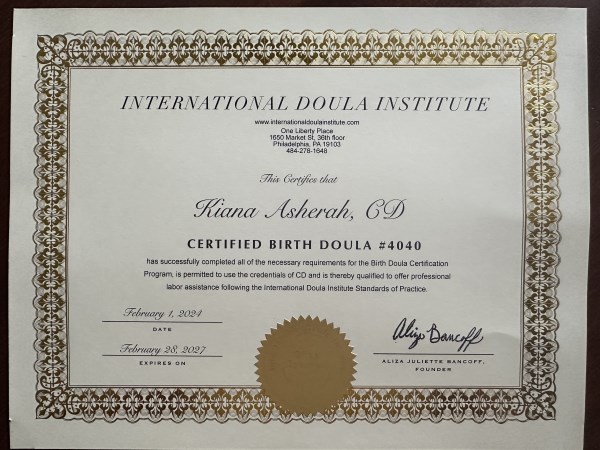 INTERNATIONAL DOULA INSTITUTE
www.internationaldoulainstitute.com
One Liberty Place
1650 Market St, 36th floor
Philadelphia, PA 19103
484-278-1648
This Certifies that
Kiana Asherah, CD
CERTIFIED BIRTH DOULA #4040
has successfully completed all of the necessary requirements for the Birth Doula Certification
Program, is permitted to use the credentials of CD and is thereby qualified to offer professional
labor assistance following the International Doula Institute Standards of Practice.
February 1, 2024
DATE
February 28, 2027
EXPIRES ON
Aliza Bancoff
ALIZA JULIETTE BANCOFF,
FOUNDER